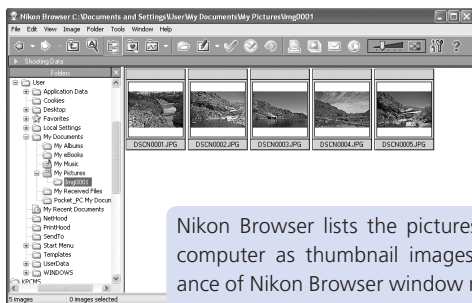 Nikon Browser C:\Documents and Settings\User\My Documents\My Pictures\Img0001
File Edit View Image Folder Tools Window Help
Shooting Data
Folders
User
Application Data
Cookies
Desktop
Favorites
Local Settings
My Documents
My Albums
My eBooks
My Music
My Pictures
Img0001
My Received Files
Pocket_PC My Docun
My Recent Documents
NetHood
PrintHood
SendTo
Start Menu
Templates
UserData
WINDOWS
KPCMS
DSCN0001.JPG DSCN0002.JPG DSCN0003.JPG DSCN0004.JPG DSCN0005.JPG
5 images 0 images selected
Nikon Browser lists the pictures
computer as thumbnail images
ance of Nikon Browser window